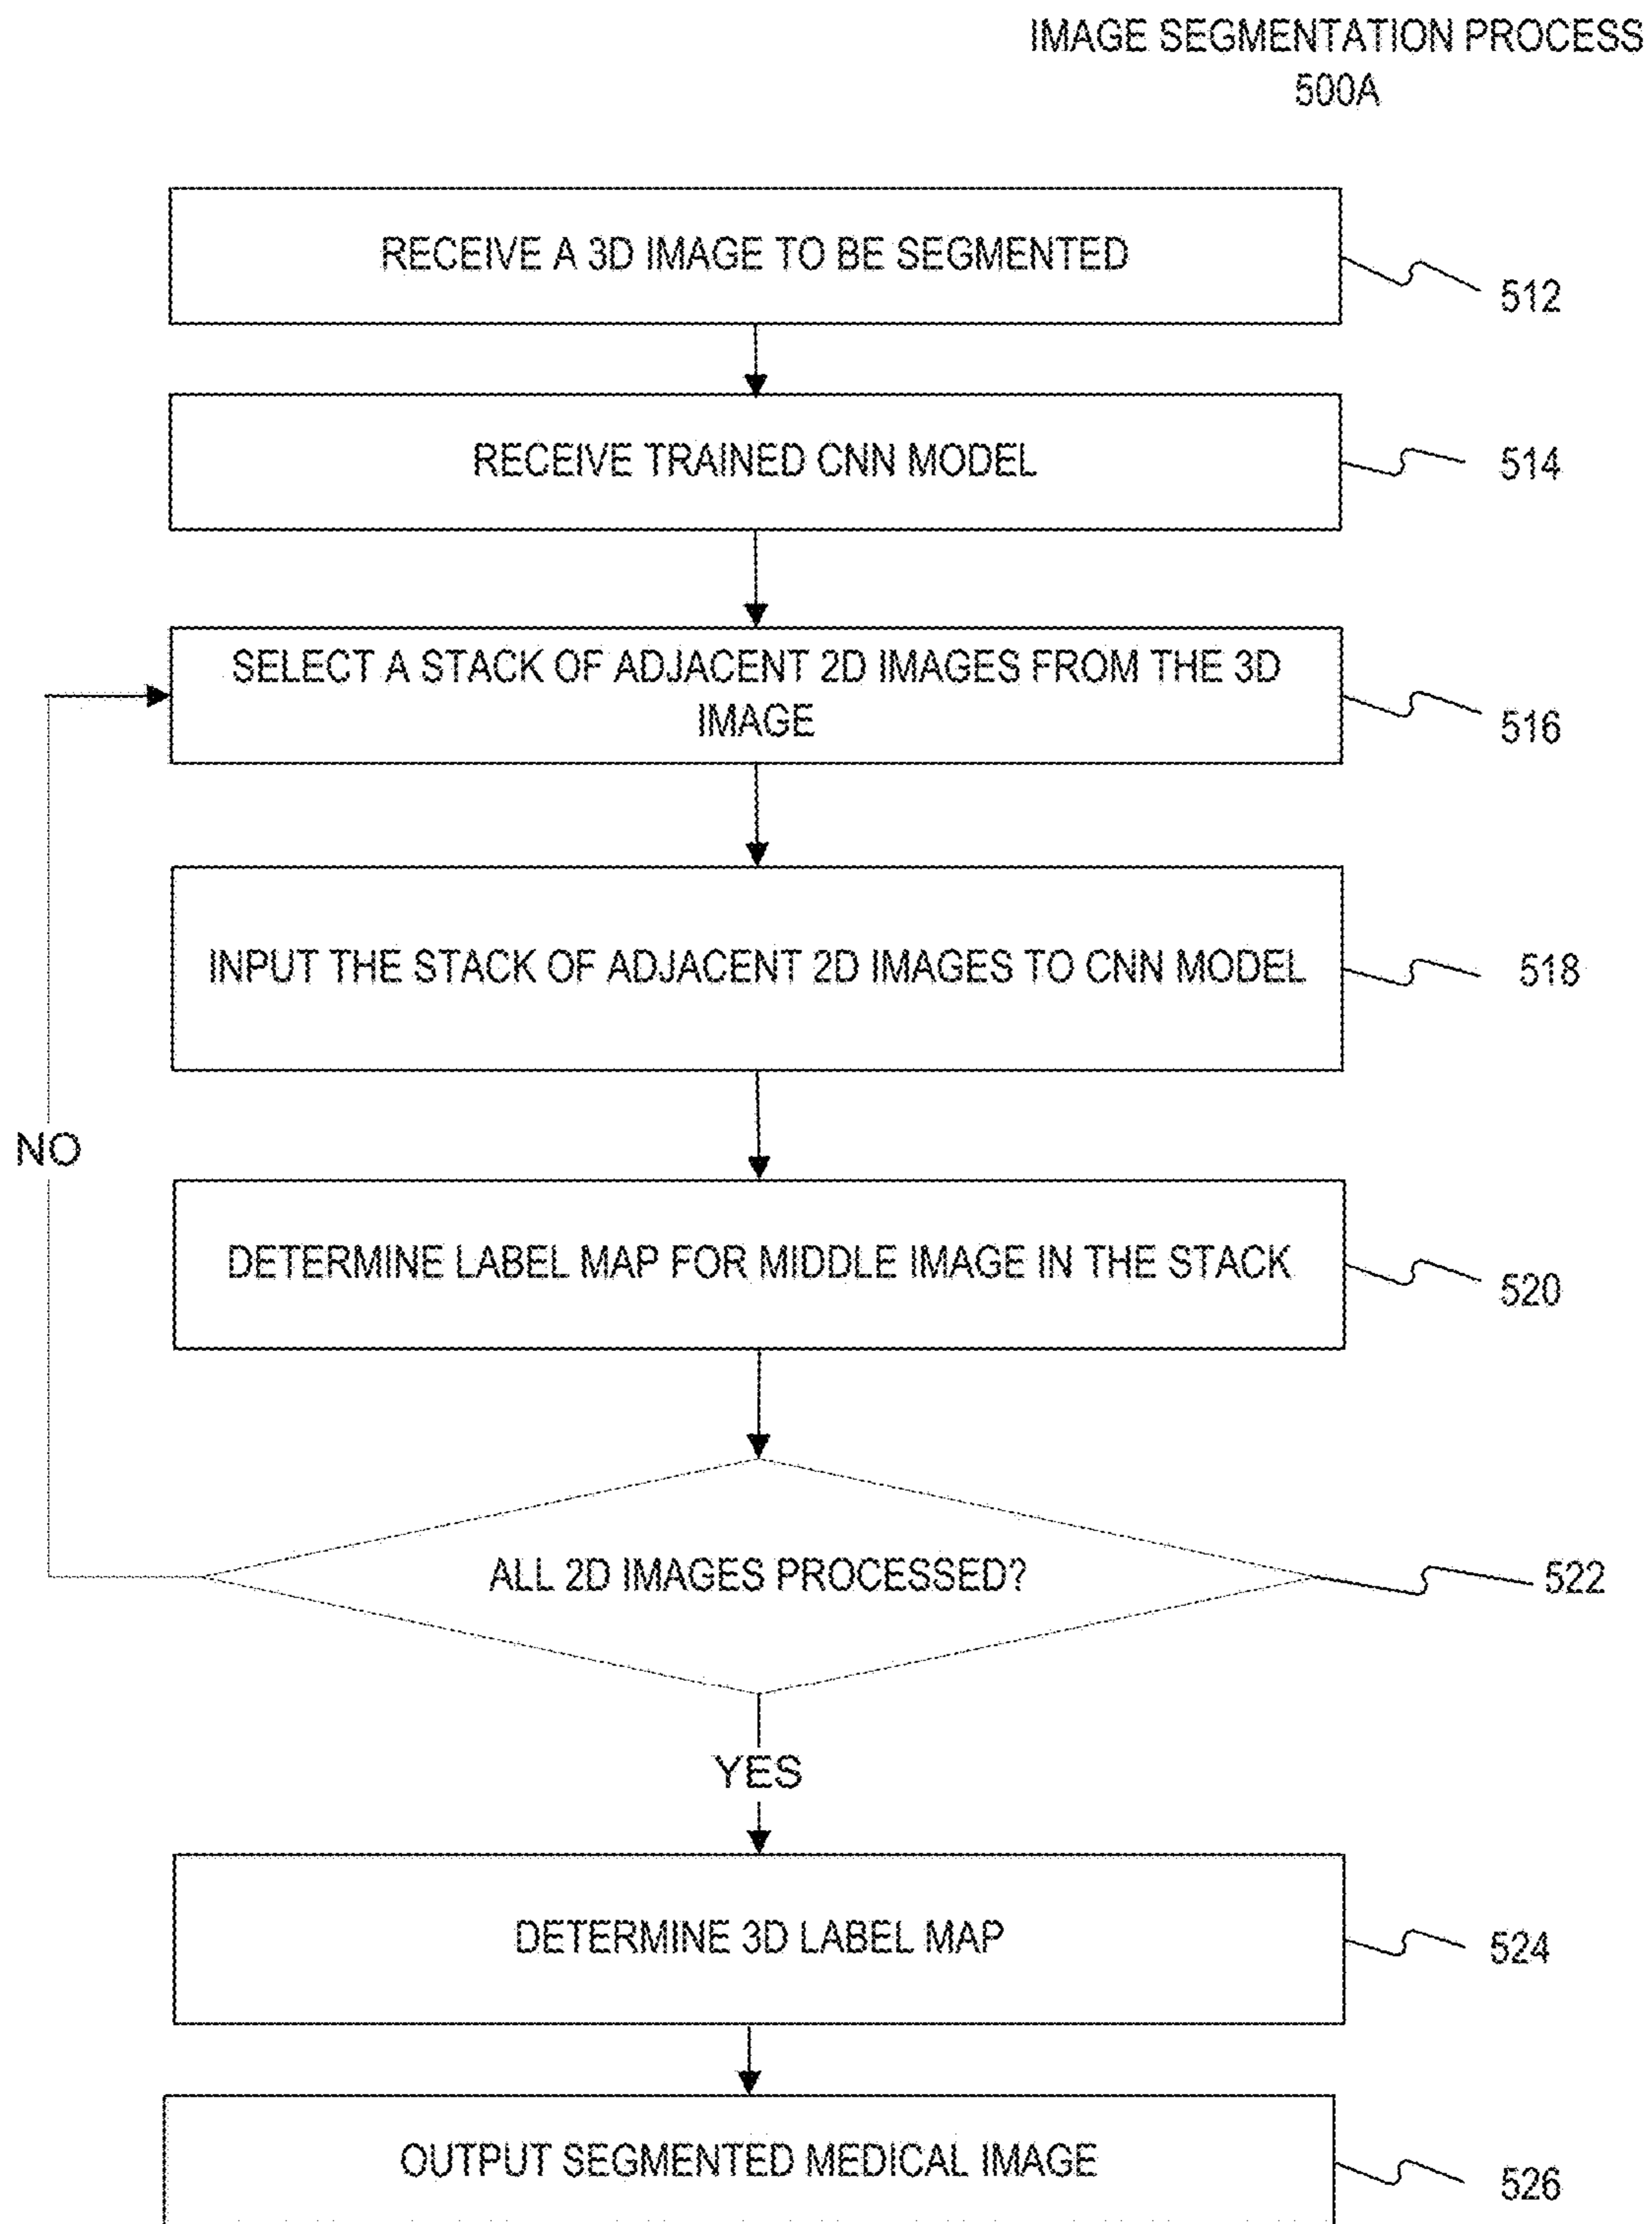 IMAGE SEGMENTATION PROCESS
500A
RECEIVE A 3D IMAGE TO BE SEGMENTED
512
RECEIVE TRAINED CNN MODEL
514
SELECT A STACK OF ADJACENT 2D IMAGES FROM THE 3D
IMAGE
516
INPUT THE STACK OF ADJACENT 2D IMAGES TO CNN MODEL
518
NO
DETERMINE LABEL MAP FOR MIDDLE IMAGE IN THE STACK
520
ALL 2D IMAGES PROCESSED?
522
YES
DETERMINE 3D LABEL MAP
524
OUTPUT SEGMENTED MEDICAL IMAGE
526